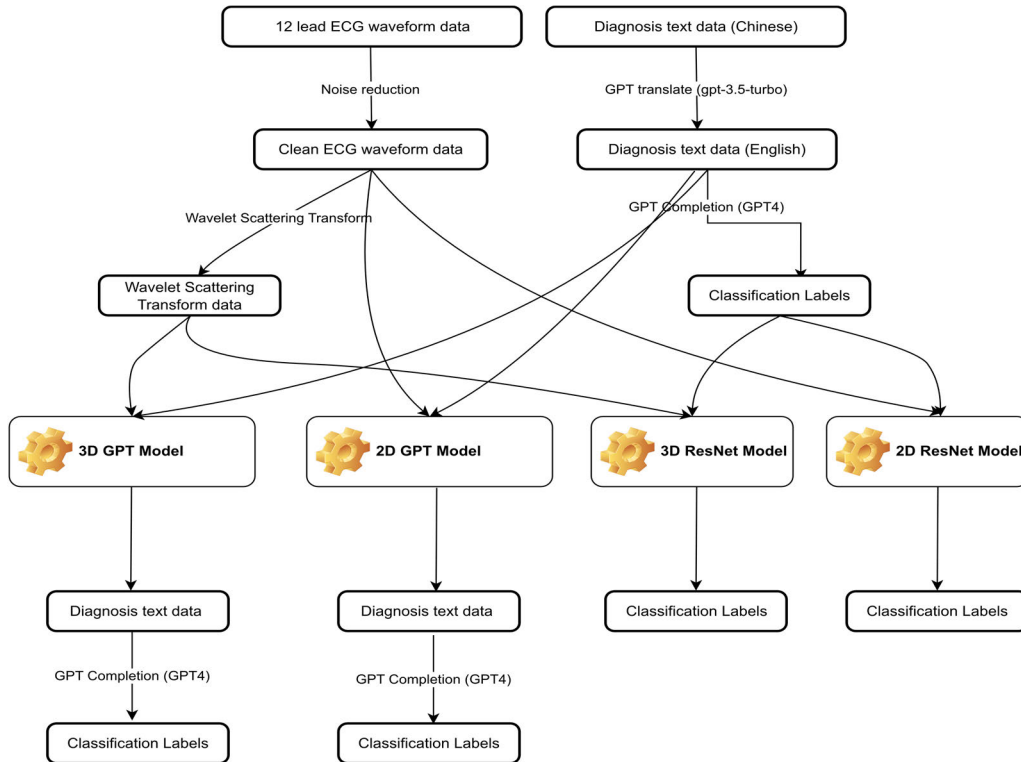 12 lead ECG waveform data
Diagnosis text data (Chinese)
Noise reduction
GPT translate (gpt-3.5-turbo)
Clean ECG waveform data
Diagnosis text data (English)
Wavelet Scattering Transform
GPT Completion (GPT4)
Wavelet Scattering
Transform data
Classification Labels
3D GPT Model
2D GPT Model
3D ResNet Model
2D ResNet Model
Diagnosis text data
Diagnosis text data
Classification Labels
Classification Labels
GPT Completion (GPT4)
GPT Completion (GPT4)
Classification Labels
Classification Labels